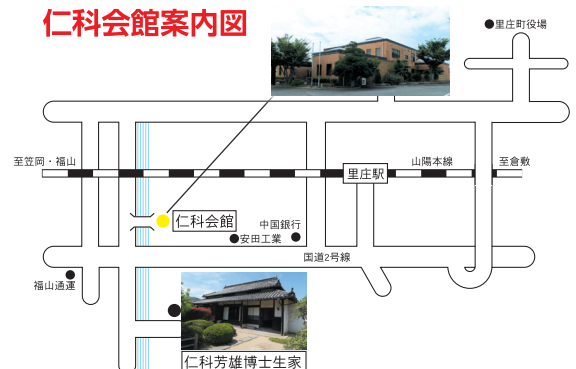 仁科会館案内図
里庄町役場
至笠岡・福山
山陽本線
至倉敷
里庄駅
仁科会館
中国銀行
安田工業
国道2号線
福山通運
仁科芳雄博士生家